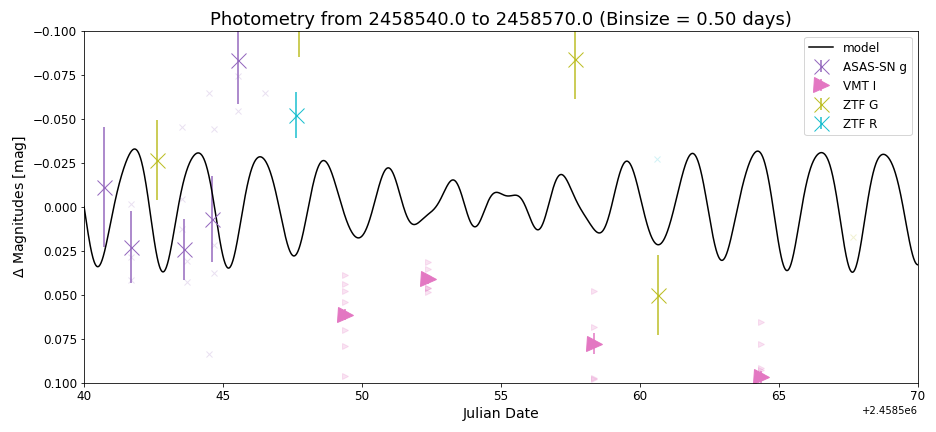 Photometry from 2458540.0 to 2458570.0 (Binsize = 0.50 days)
−0.100
−0.075
−0.050
−0.025
0.000
0.025
0.050
0.075
0.100
Δ Magnitudes [mag]
model
ASAS-SN g
VMT I
ZTF G
ZTF R
40 45 50 55 60 65 70
Julian Date
+2.4585e6